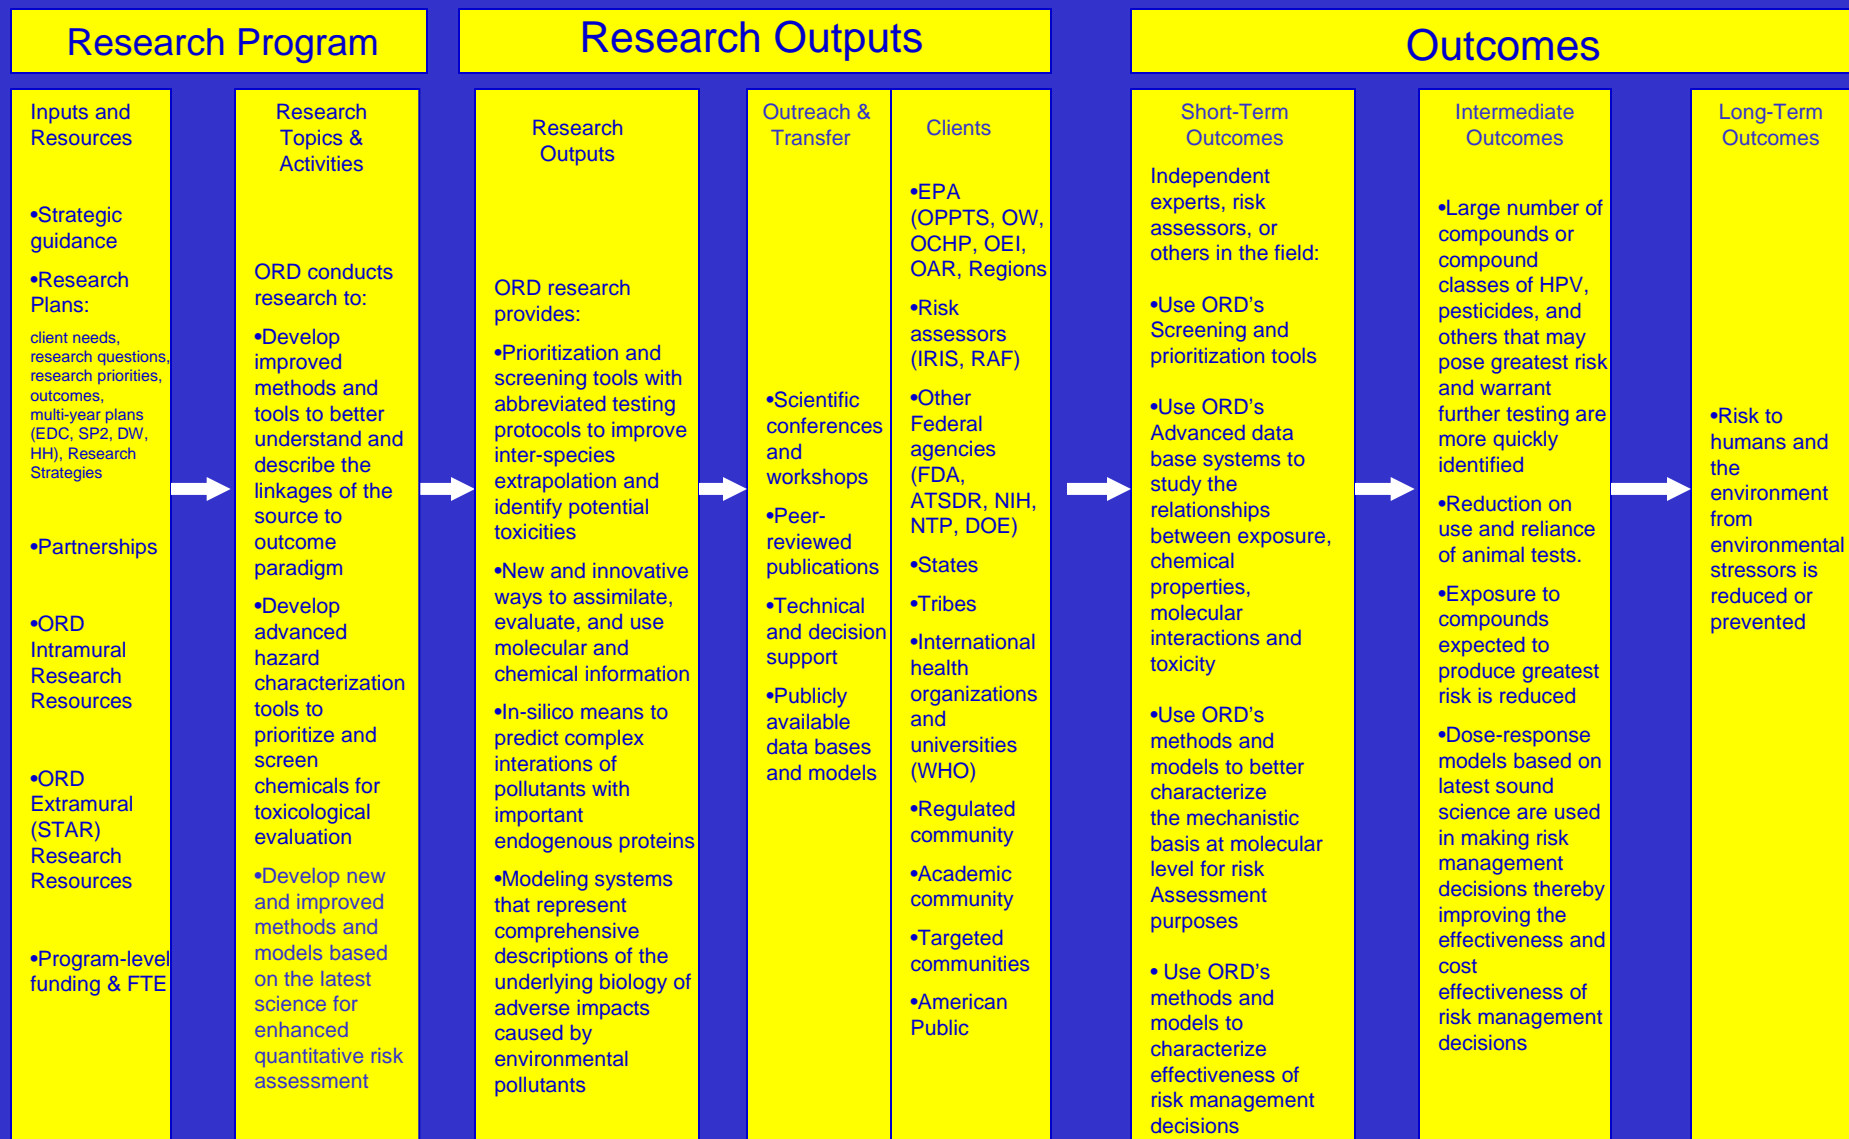 Research Program
Research Outputs
Outcomes
Inputs and
Resources
•Strategic
guidance
•Research
Plans:
client needs,
research questions,
research priorities,
outcomes,
multi-year plans
(EDC, SP2, DW,
HH), Research
Strategies
•Partnerships
•ORD
Intramural
Research
Resources
•ORD
Extramural
(STAR)
Research
Resources
•Program-level
funding & FTE
Research
Topics &
Activities
ORD conducts
research to:
•Develop
improved
methods and
tools to better
understand and
describe the
linkages of the
source to
outcome
paradigm
•Develop
advanced
hazard
characterization
tools to
prioritize and
screen
chemicals for
toxicological
evaluation
•Develop new
and improved
methods and
models based
on the latest
science for
enhanced
quantitative risk
assessment
Research
Outputs
ORD research
provides:
•Prioritization and
screening tools with
abbreviated testing
protocols to improve
inter-species
extrapolation and
identify potential
toxicities
•New and innovative
ways to assimilate,
evaluate, and use
molecular and
chemical information
•In-silico means to
predict complex
interations of
pollutants with
important
endogenous proteins
•Modeling systems
that represent
comprehensive
descriptions of the
underlying biology of
adverse impacts
caused by
environmental
pollutants
Outreach &
Transfer
•Scientific
conferences
and
workshops
•Peer-
reviewed
publications
•Technical
and decision
support
•Publicly
available
data bases
and models
Clients
•EPA
(OPPTS, OW,
OCHP, OEI,
OAR, Regions
•Risk
assessors
(IRIS, RAF)
•Other
Federal
agencies
(FDA,
ATSDR, NIH,
NTP, DOE)
•States
•Tribes
•International
health
organizations
and
universities
(WHO)
•Regulated
community
•Academic
community
•Targeted
communities
•American
Public
Short-Term
Outcomes
Independent
experts, risk
assessors, or
others in the field:
•Use ORD’s
Screening and
prioritization tools
•Use ORD’s
Advanced data
base systems to
study the
relationships
between exposure,
chemical
properties,
molecular
interactions and
toxicity
•Use ORD’s
methods and
models to better
characterize
the mechanistic
basis at molecular
level for risk
Assessment
purposes
• Use ORD’s
methods and
models to
characterize
effectiveness of
risk management
decisions
Intermediate
Outcomes
•Large number of
compounds or
compound
classes of HPV,
pesticides, and
others that may
pose greatest risk
and warrant
further testing are
more quickly
identified
•Reduction on
use and reliance
of animal tests.
•Exposure to
compounds
expected to
produce greatest
risk is reduced
•Dose-response
models based on
latest sound
science are used
in making risk
management
decisions thereby
improving the
effectiveness and
cost
effectiveness of
risk management
decisions
Long-Term
Outcomes
•Risk to
humans and
the
environment
from
environmental
stressors is
reduced or
prevented